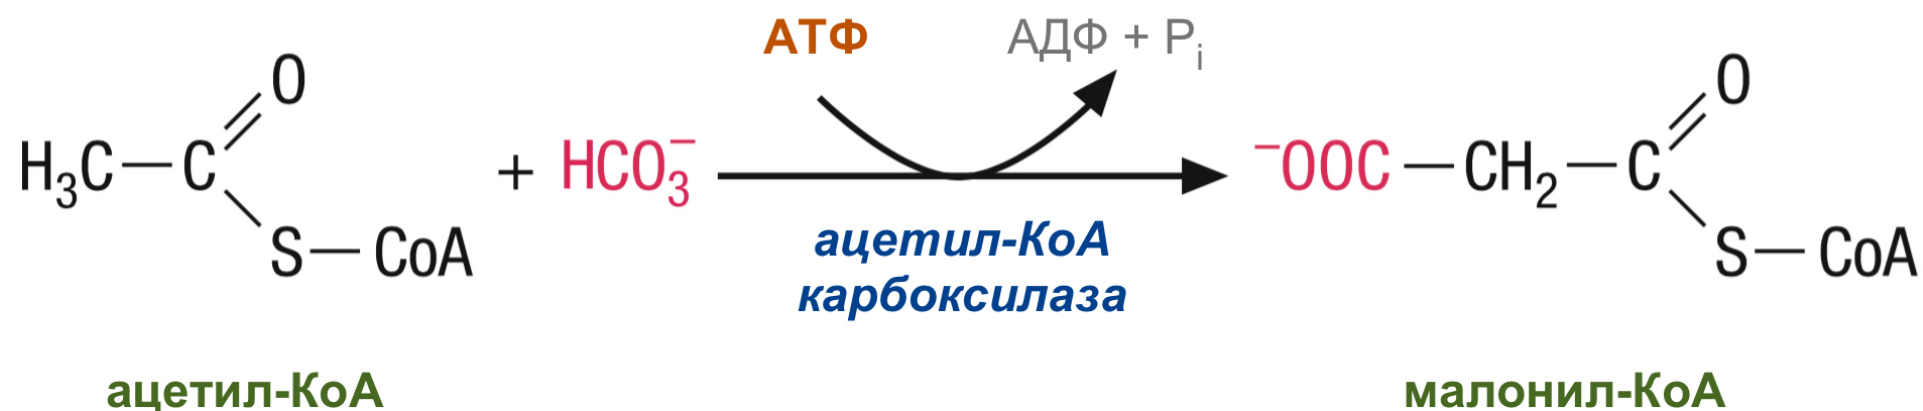 АТФ АДФ + Pi
O O
H3C — C + HCO3− −OOC — CH2 — C
S — CoA S — CoA
ацетил-КоА
карбоксилаза
ацетил-КоА малонил-КоА